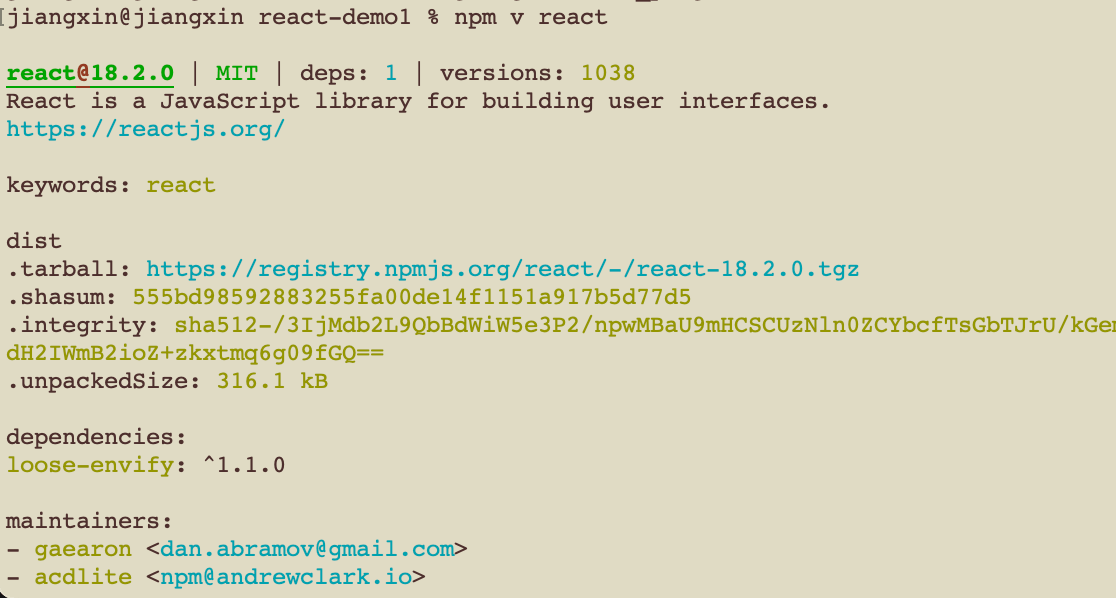 jiangxin@jiangxin react-demo1 % npm v react
react@18.2.0 | MIT | deps: 1 | versions: 1038
React is a JavaScript library for building user interfaces.
https://reactjs.org/
keywords: react
dist
.tarball: https://registry.npmjs.org/react/-/react-18.2.0.tgz
.shasum: 555bd98592883255fa00de14f1151a917b5d77d5
.integrity: sha512-/3IjMdb2L9QbBdWiW5e3P2/npwMBaU9mHCSCUzNln0ZCYbcfTsGbTJrU/kGem
dH2IWmB2ioZ+zkxtmq6g09fGQ==
.unpackedSize: 316.1 kB
dependencies:
loose-envify: ^1.1.0
maintainers:
- gaearon <dan.abramov@gmail.com>
- acdlite <npm@andrewclark.io>